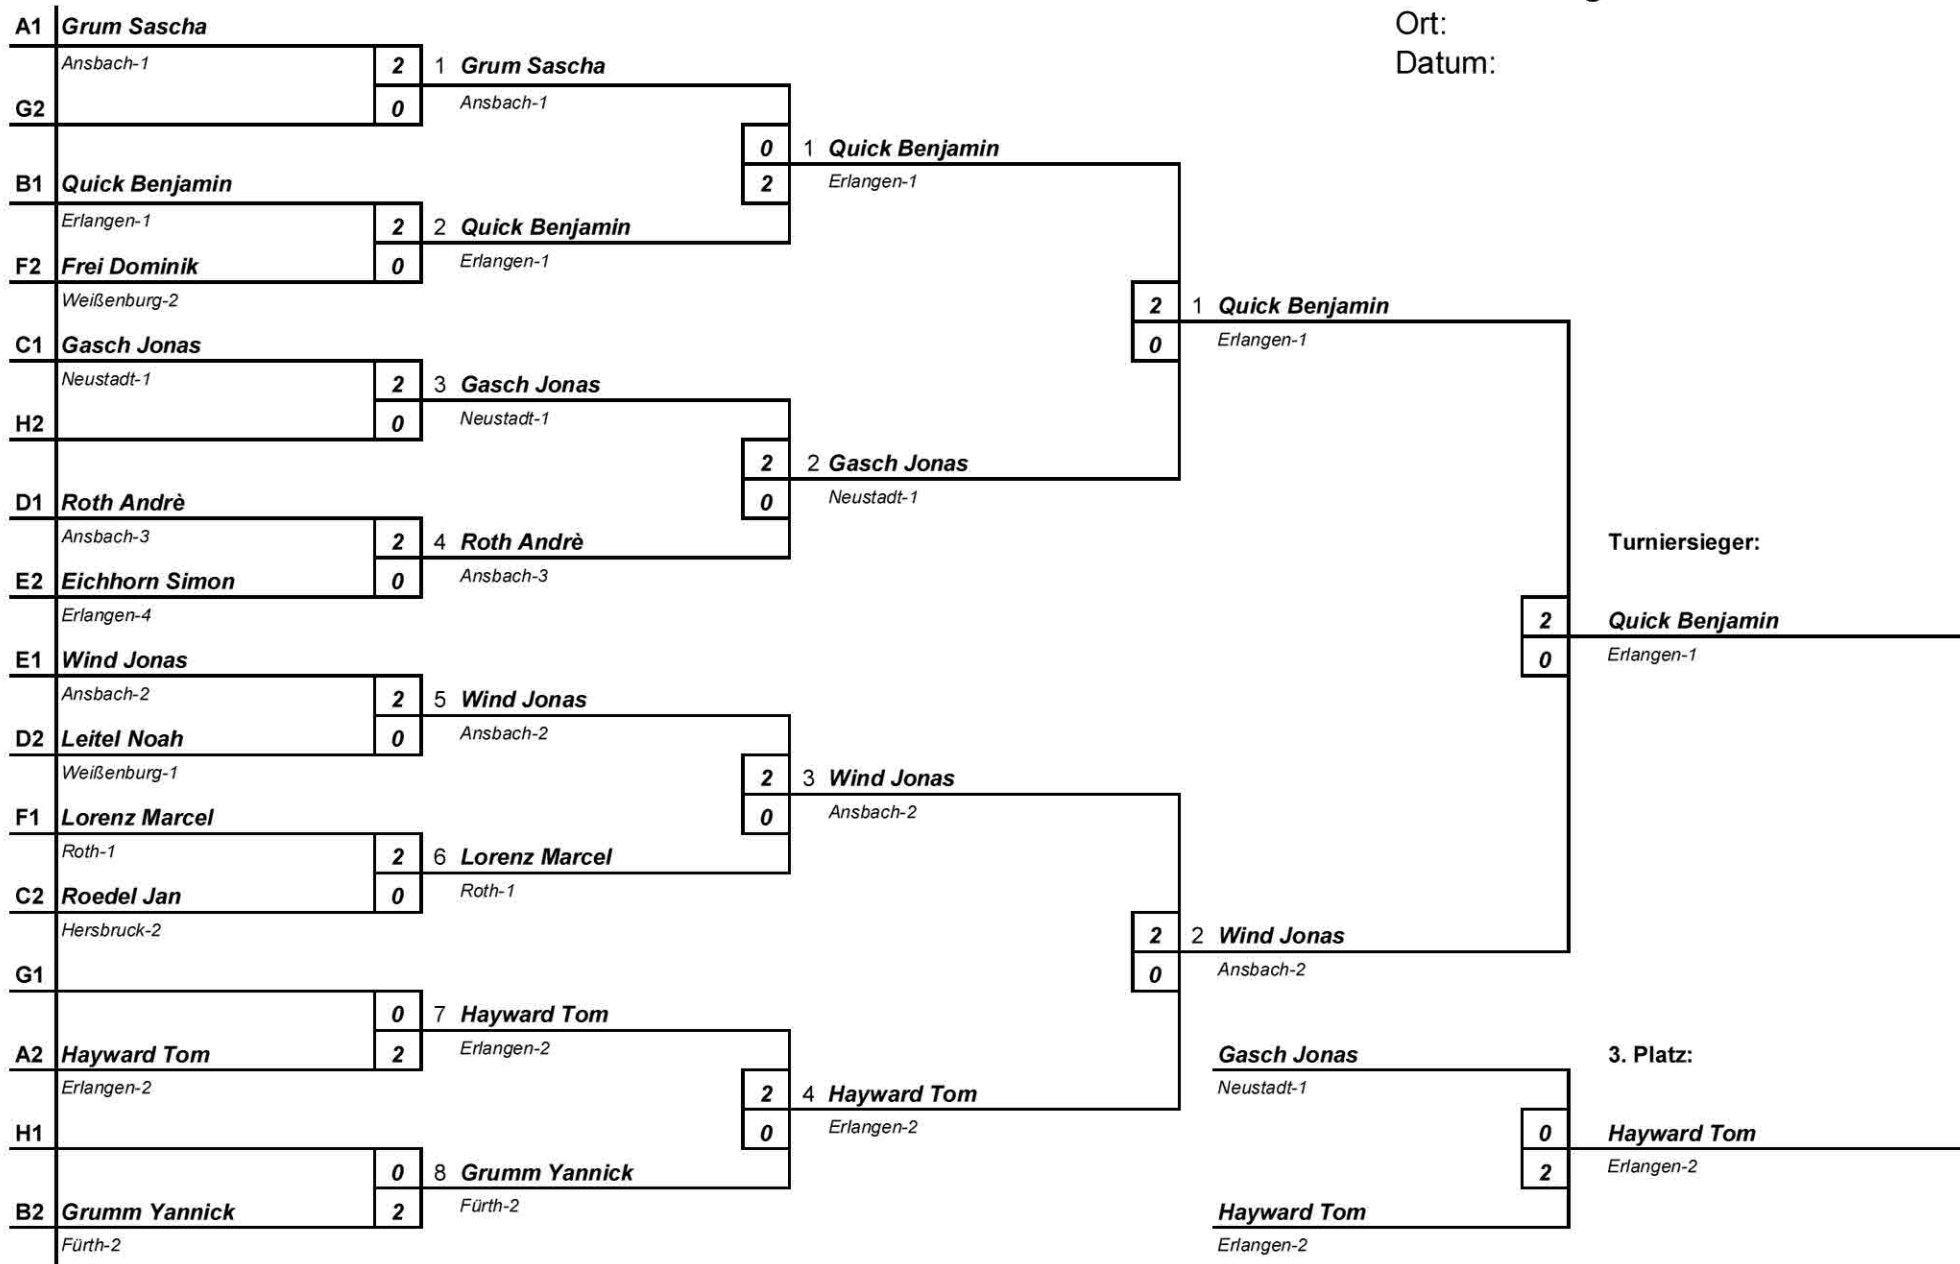 Ort:
Datum:
A1 Grum Sascha
Ansbach-1
2
0
G2
B1 Quick Benjamin
Erlangen-1
2
0
F2 Frei Dominik
Weißenburg-2
C1 Gasch Jonas
Neustadt-1
2
0
H2
D1 Roth Andrè
Ansbach-3
2
0
E2 Eichhorn Simon
Erlangen-4
E1 Wind Jonas
Ansbach-2
2
0
D2 Leitel Noah
Weißenburg-1
F1 Lorenz Marcel
Roth-1
2
0
C2 Roedel Jan
Hersbruck-2
G1
0
2
A2 Hayward Tom
Erlangen-2
H1
0
2
B2 Grumm Yannick
Fürth-2
1 Grum Sascha
Ansbach-1
0
2
2 Quick Benjamin
Erlangen-1
3 Gasch Jonas
Neustadt-1
2
0
4 Roth Andrè
Ansbach-3
5 Wind Jonas
Ansbach-2
2
0
6 Lorenz Marcel
Roth-1
7 Hayward Tom
Erlangen-2
2
0
8 Grumm Yannick
Fürth-2
1 Quick Benjamin
Erlangen-1
2
0
2 Gasch Jonas
Neustadt-1
3 Wind Jonas
Ansbach-2
2
0
4 Hayward Tom
Erlangen-2
1 Quick Benjamin
Erlangen-1
2
0
2 Wind Jonas
Ansbach-2
Turniersieger:
Quick Benjamin
Erlangen-1
Gasch Jonas
Neustadt-1
0
2
Hayward Tom
Erlangen-2
3. Platz:
Hayward Tom
Erlangen-2